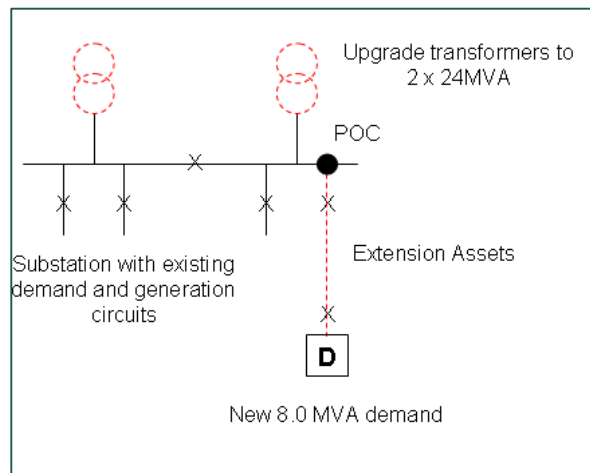 Upgrade transformers to
2 x 24MVA
POC
Extension Assets
Substation with existing
demand and generation
circuits
D
New 8.0 MVA demand